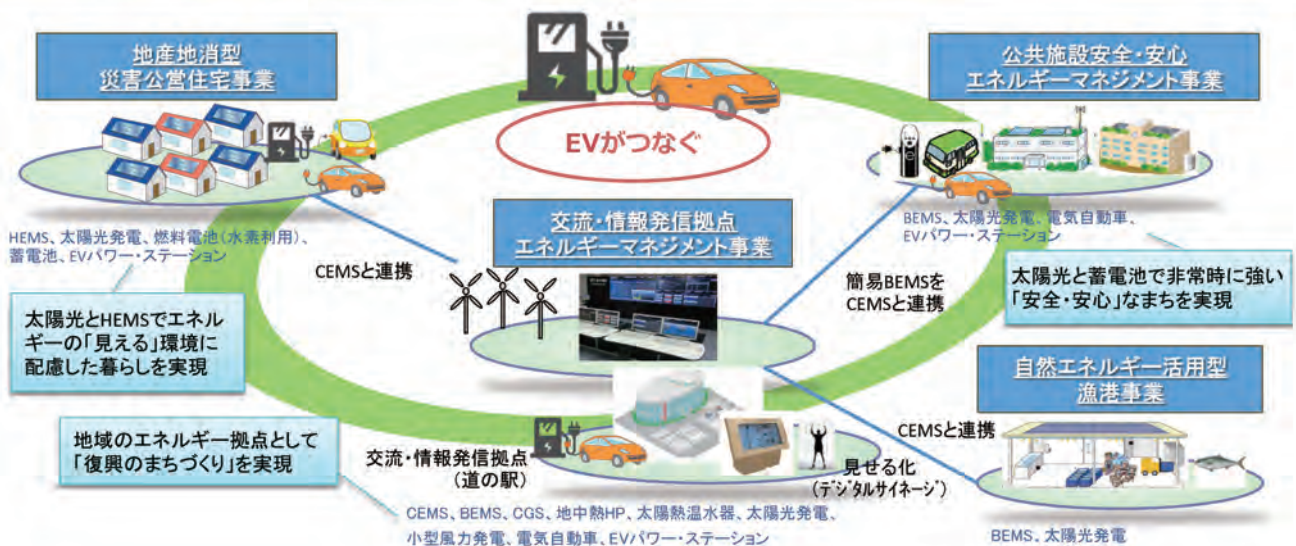 地産地消型
災害公営住宅事業
EVがつなぐ
公共施設安全・安心
エネルギーマネジメント事業
HEMS、太陽光発電、燃料電池(水素利用)、
蓄電池、EVパワー・ステーション
CEMSと連携
太陽光とHEMSでエネル
ギーの「見える」環境に
配慮した暮らしを実現
交流・情報発信拠点
エネルギーマネジメント事業
BEMS、太陽光発電、電気自動車、
EVパワー・ステーション
簡易BEMSを
CEMSと連携
太陽光と蓄電池で非常時に強い
「安全・安心」なまちを実現
自然エネルギー活用型
漁港事業
CEMSと連携
地域のエネルギー拠点として
「復興のまちづくり」を実現
交流・情報発信拠点
(道の駅)
見せる化
(デジタルサイネージ)
CEMS、BEMS、CGS、地中熱HP、太陽熱温水器、太陽光発電、
小型風力発電、電気自動車、EVパワー・ステーション
BEMS、太陽光発電